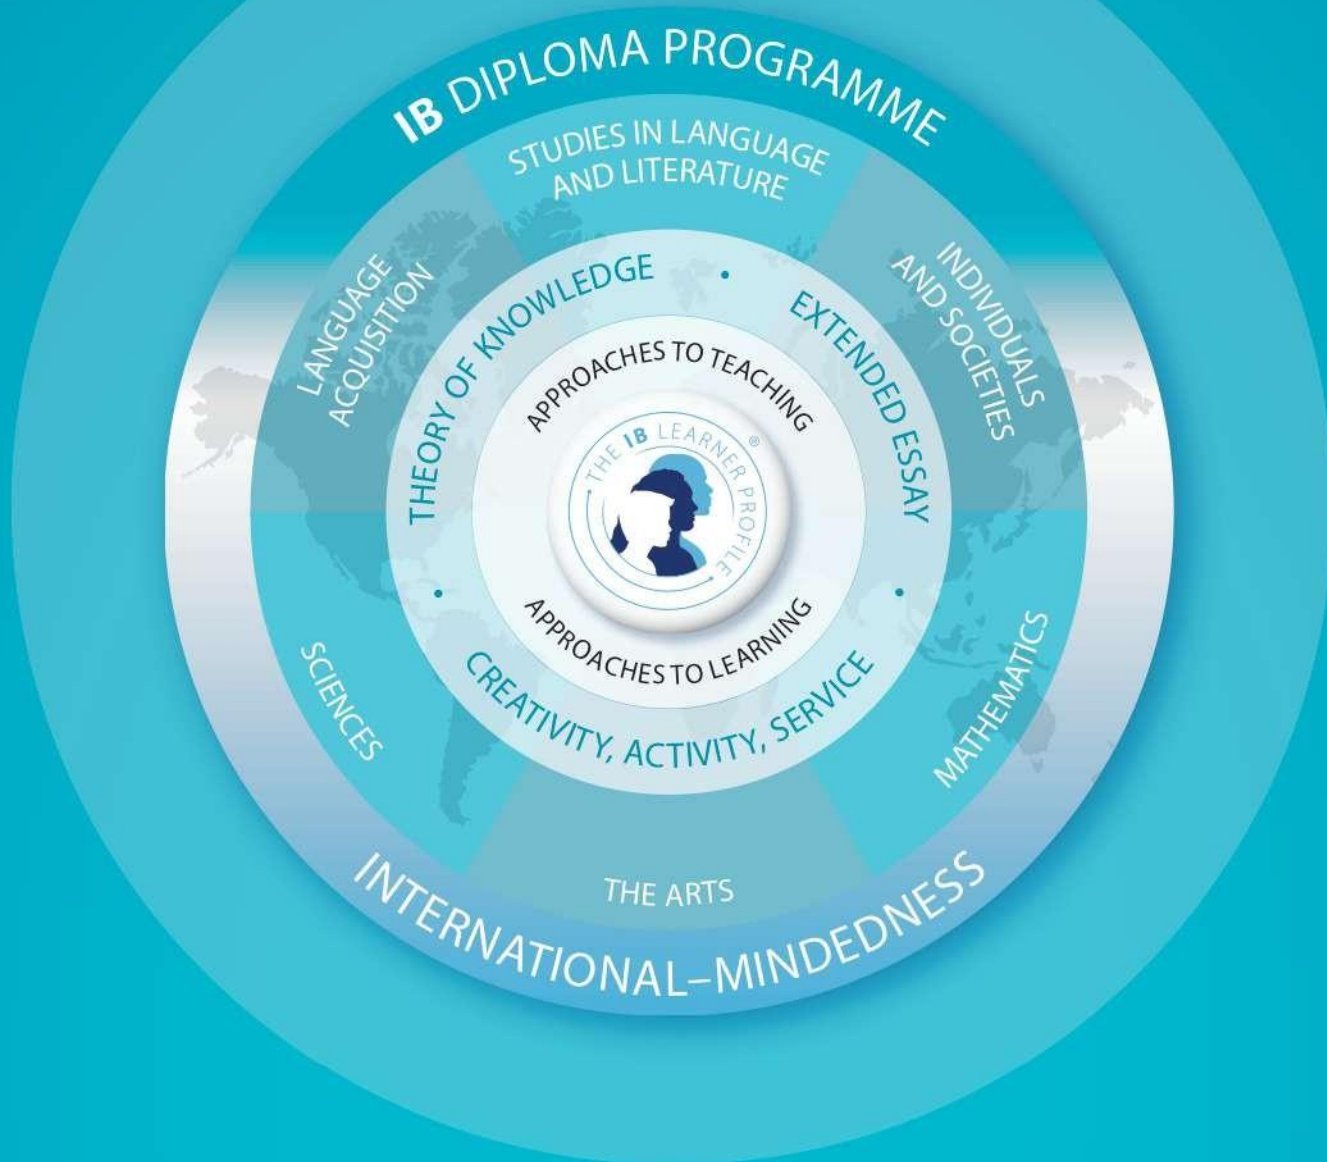 IB DIPLOMA PROGRAMME
STUDIES IN LANGUAGE
AND LITERATURE
LANGUAGE
ACQUISITION
INDIVIDUALS
AND SOCIETIES
THEORY OF KNOWLEDGE
•
EXTENDED ESSAY
APPROACHES TO TEACHING
THE IB LEARNER PROFILE ®
APPROACHES TO LEARNING
•
CREATIVITY, ACTIVITY, SERVICE
•
SCIENCES
MATHEMATICS
THE ARTS
INTERNATIONAL–MINDEDNESS